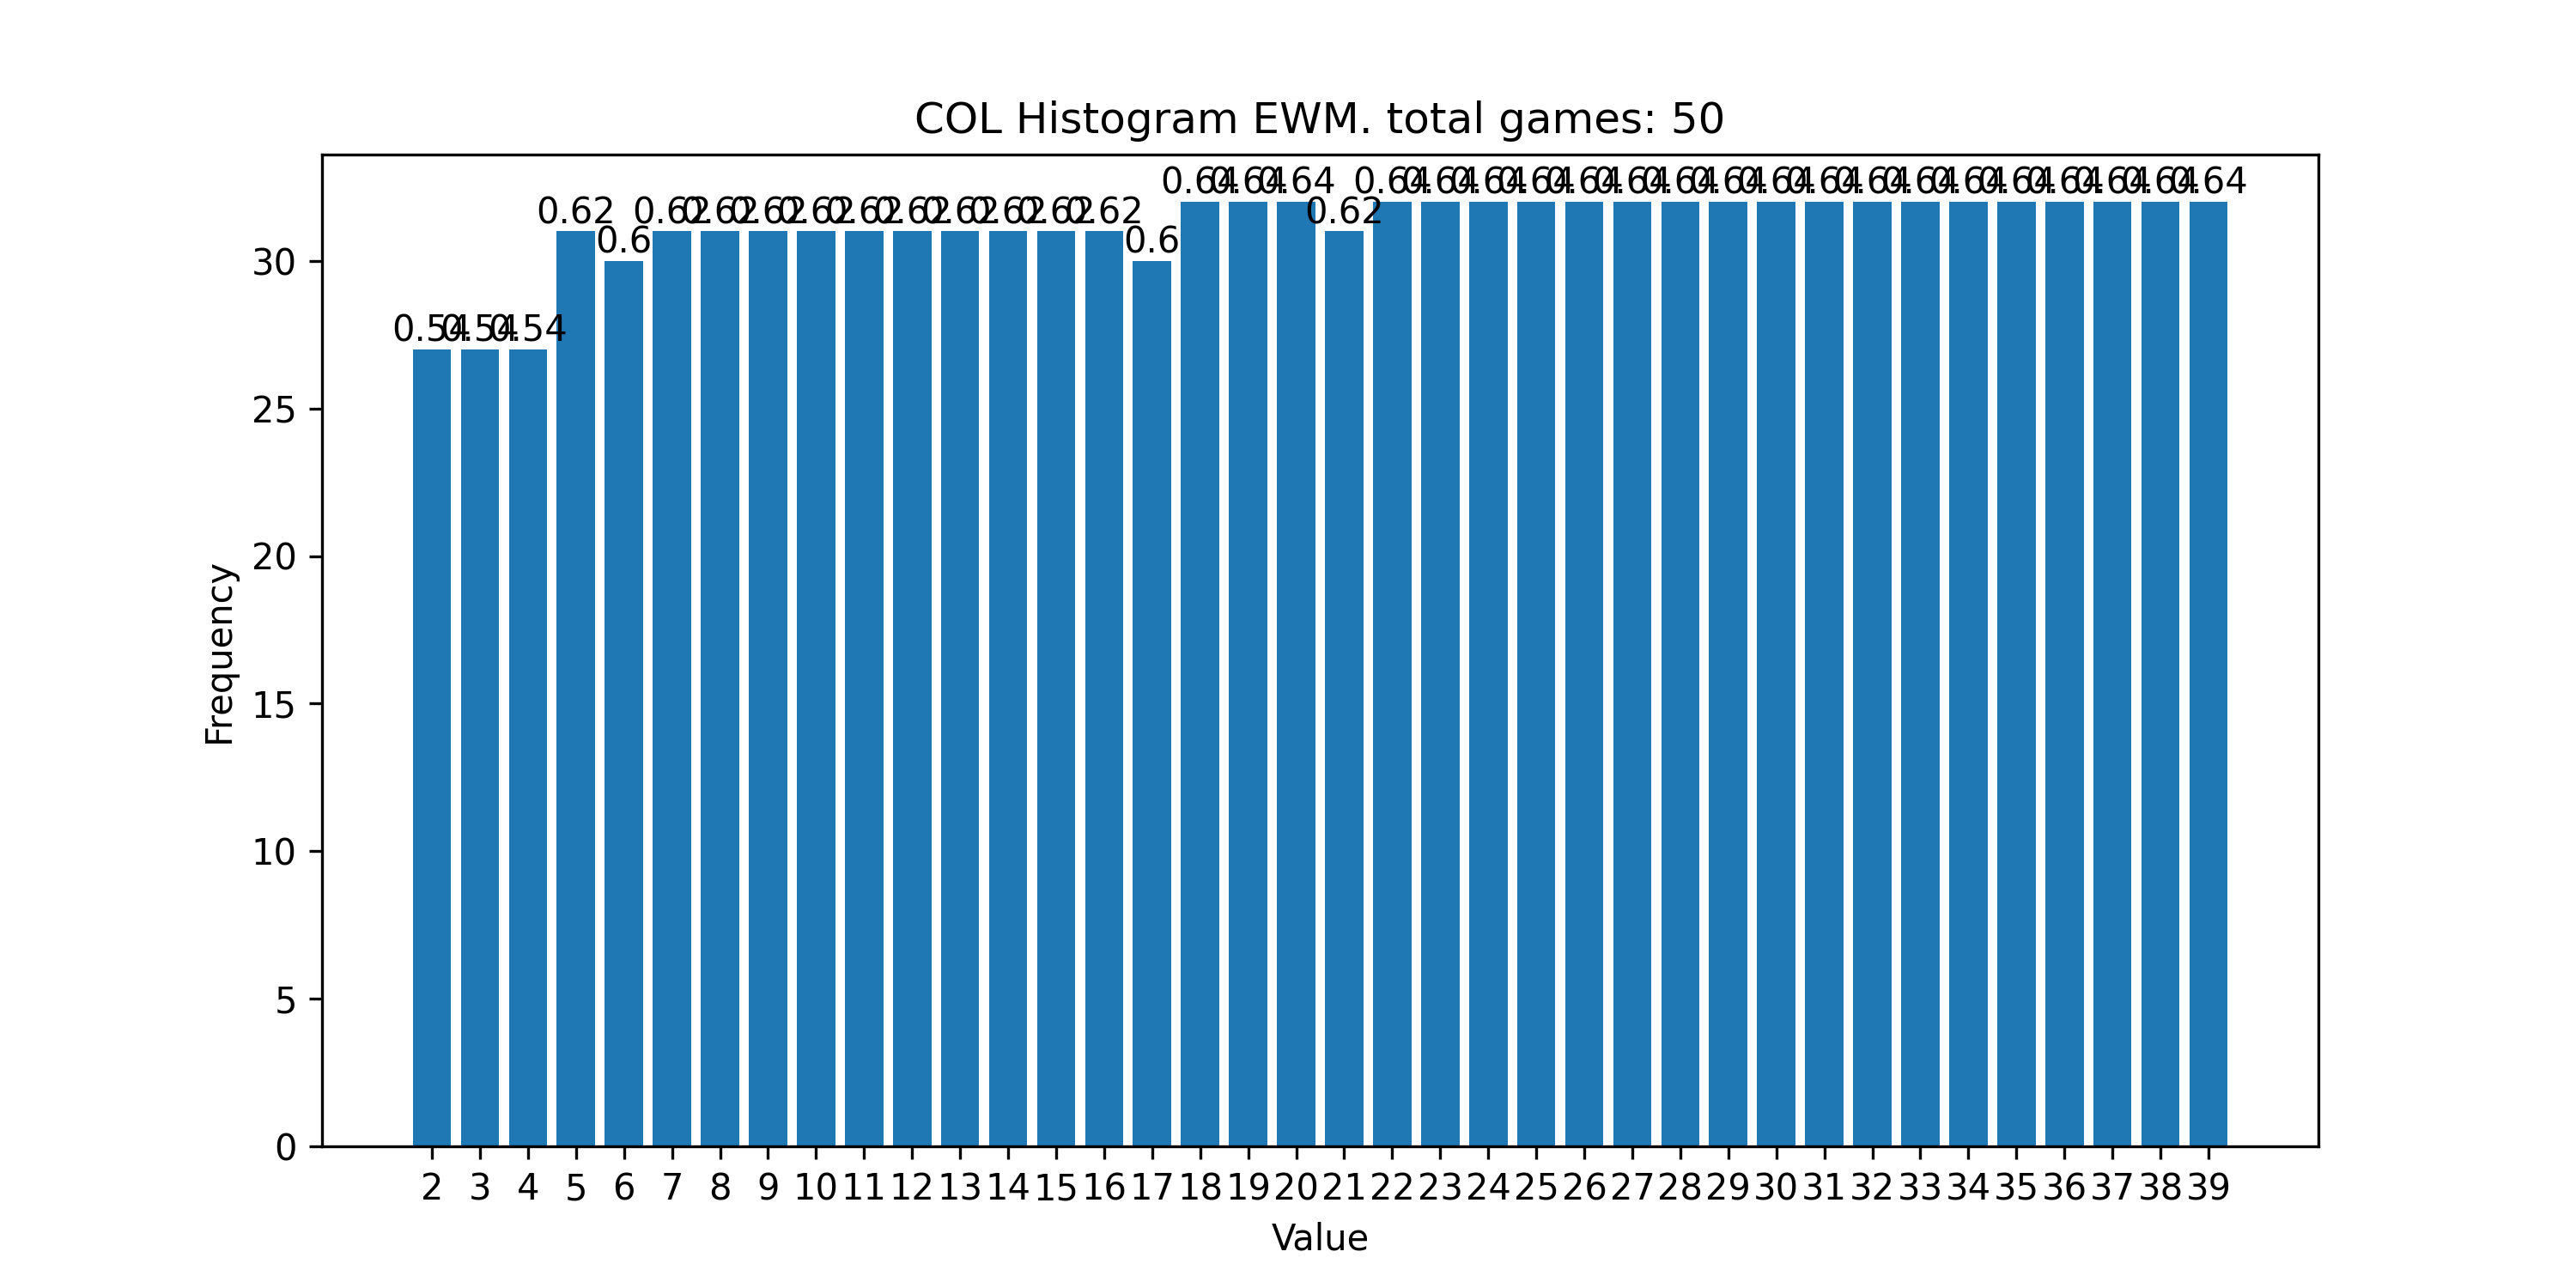 COL Histogram EWM. total games: 50
0.64 0.64 0.64 0.64 0.64 0.64 0.64 0.64 0.64 0.64 0.64 0.64 0.64 0.64 0.64 0.64 0.64 0.64 0.64 0.64 0.64
0.62 0.62 0.62 0.62 0.62 0.62 0.62 0.62 0.62 0.62 0.62 0.62
0.6 0.6
0.54 0.54 0.54
30
25
20
15
10
5
0
Frequency
2 3 4 5 6 7 8 9 10 11 12 13 14 15 16 17 18 19 20 21 22 23 24 25 26 27 28 29 30 31 32 33 34 35 36 37 38 39
Value